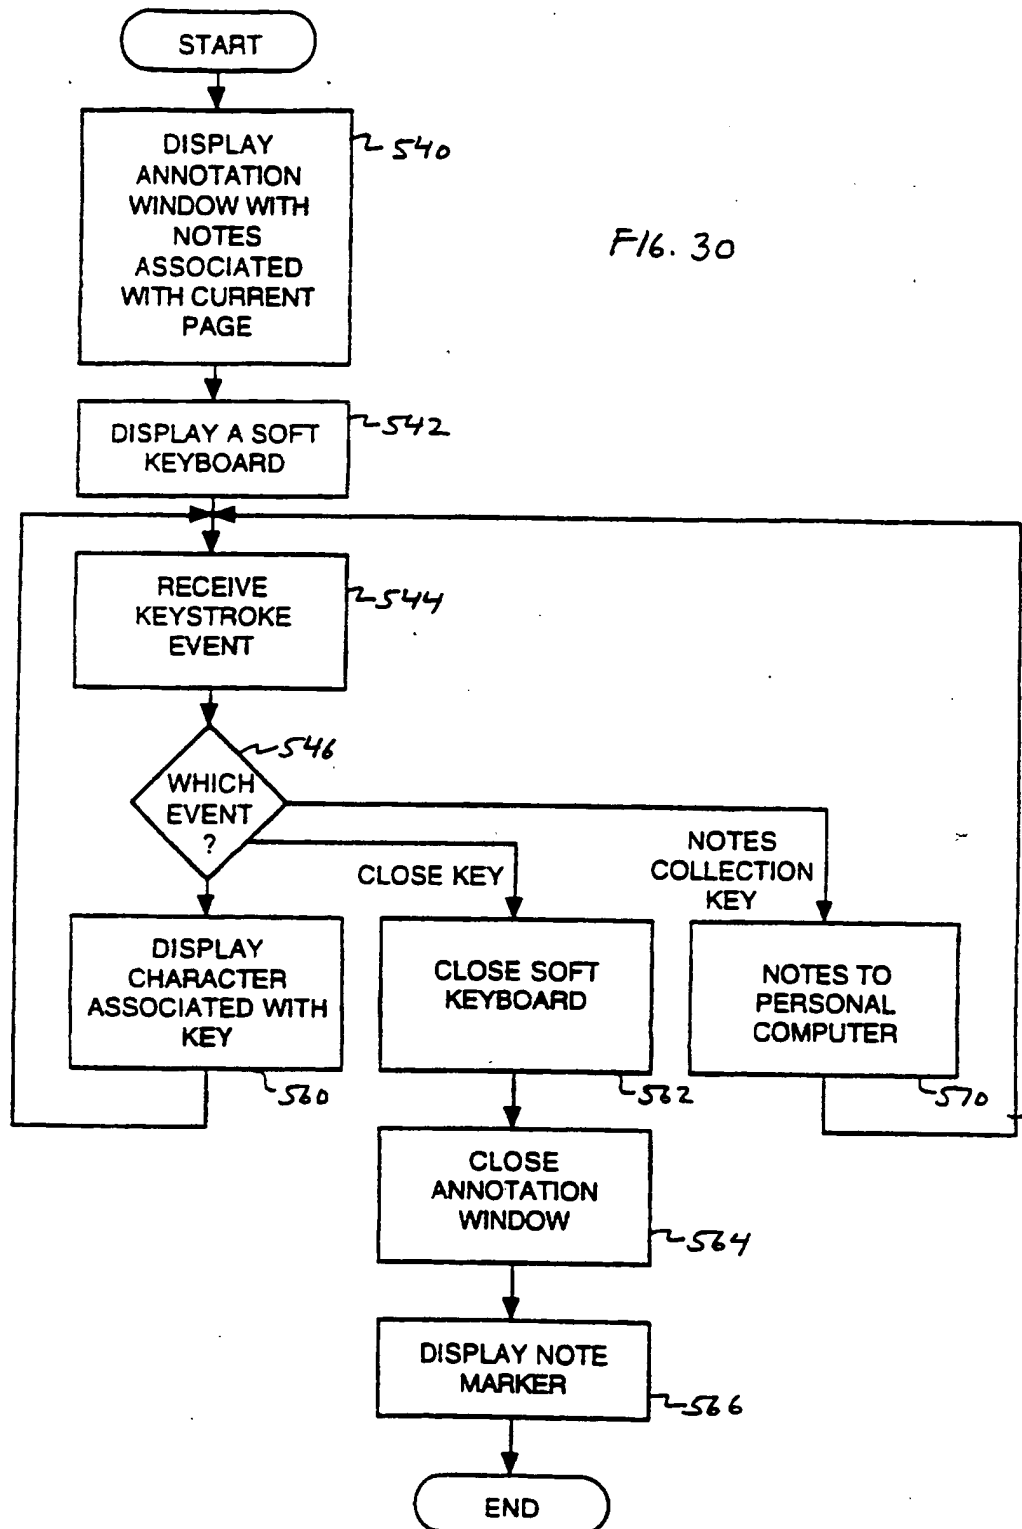 START
DISPLAY
ANNOTATION
WINDOW WITH
NOTES
ASSOCIATED
WITH CURRENT
PAGE
540
FIG. 30
DISPLAY A SOFT
KEYBOARD
542
RECEIVE
KEYSTROKE
EVENT
544
WHICH
EVENT
?
546
CLOSE KEY
NOTES
COLLECTION
KEY
DISPLAY
CHARACTER
ASSOCIATED WITH
KEY
560
CLOSE SOFT
KEYBOARD
562
NOTES TO
PERSONAL
COMPUTER
570
CLOSE
ANNOTATION
WINDOW
564
DISPLAY NOTE
MARKER
566
END